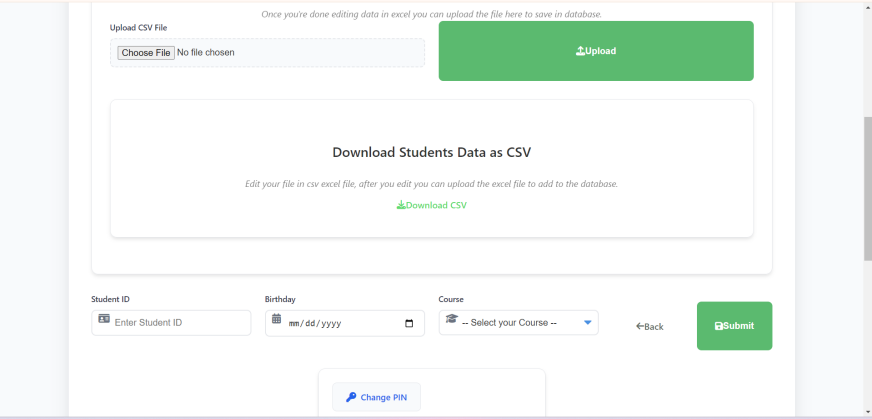 Once you're done editing data in excel you can upload the file here to save in database.
Upload CSV File
Choose File No file chosen
Upload
Download Students Data as CSV
Edit your file in csv excel file, after you edit you can upload the excel file to add to the database.
Download CSV
Student ID
Birthday
Course
Enter Student ID
mm/dd/yyyy
-- Select your Course --
Back
Submit
Change PIN